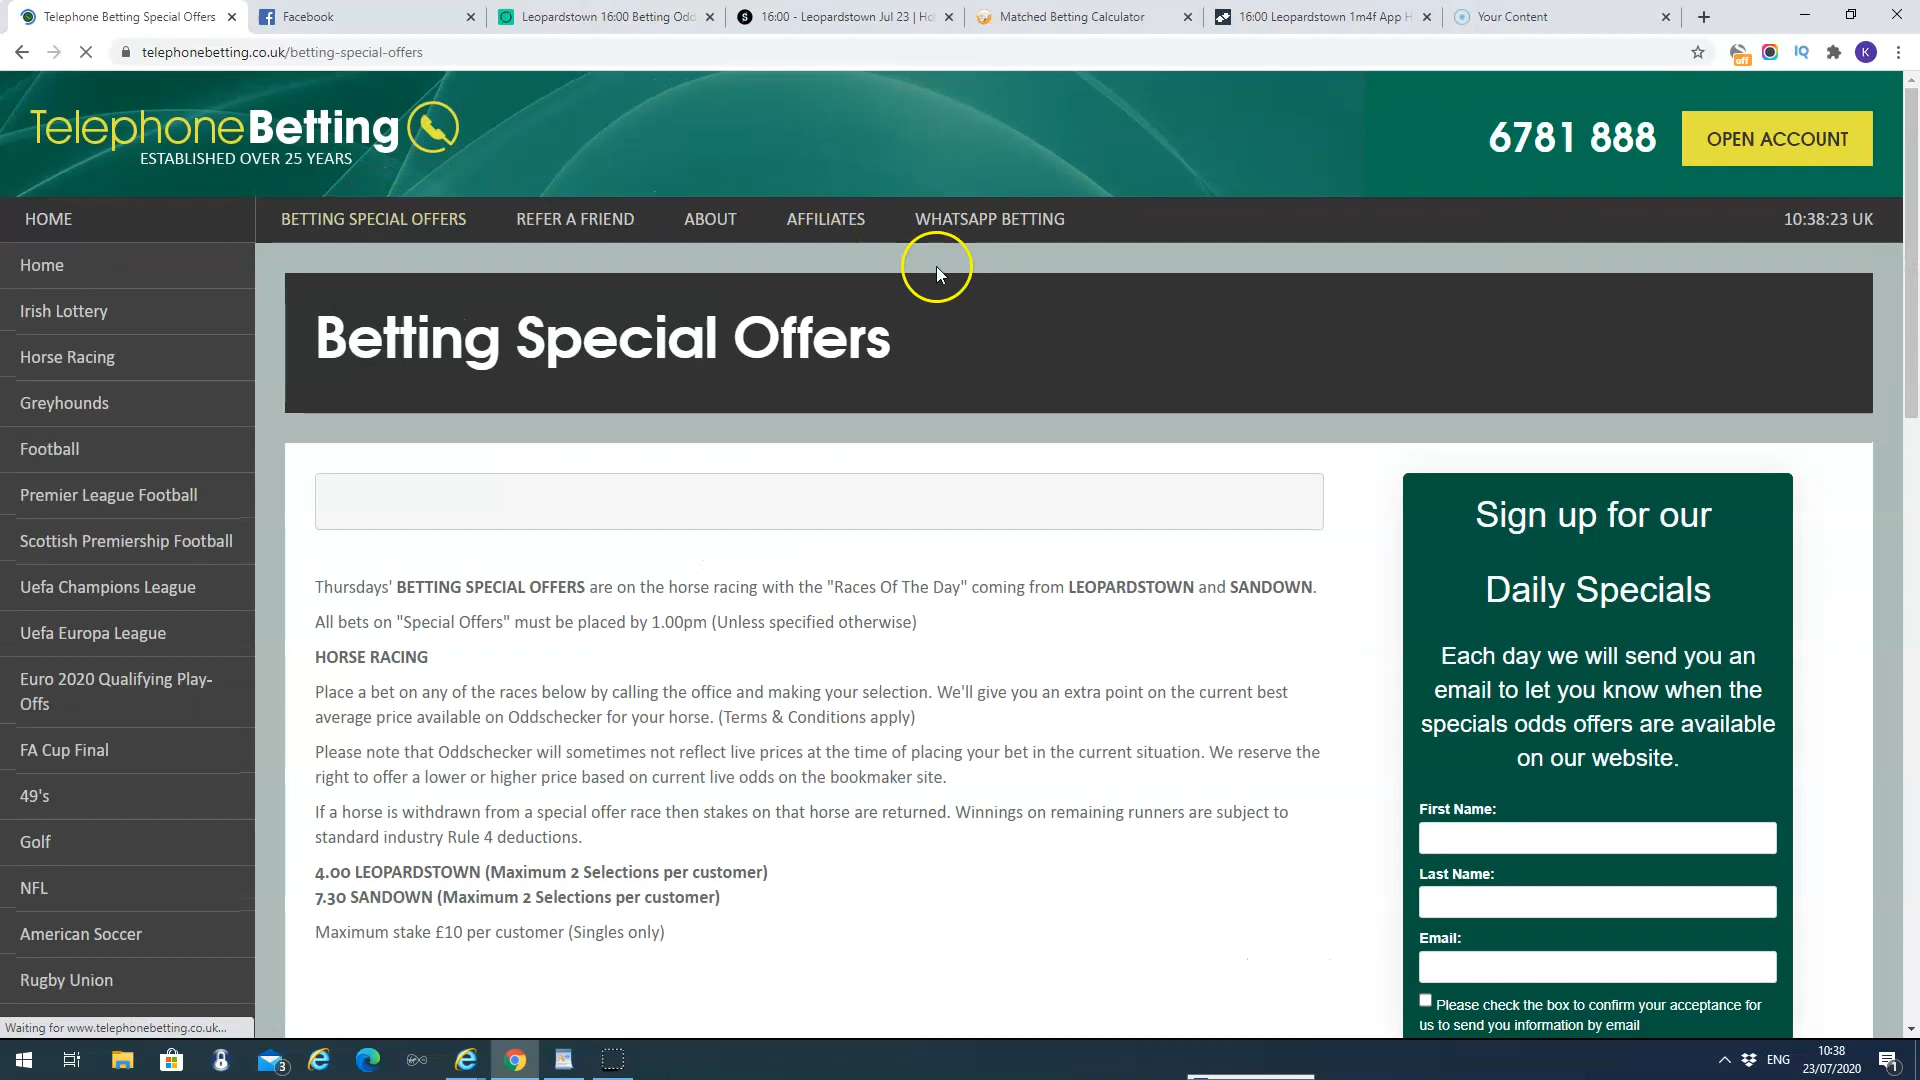 Telephone Betting Special Offers
Facebook
Leopardstown 16:00 Betting Odd
16:00 - Leopardstown Jul 23 | Ho
Matched Betting Calculator
16:00 Leopardstown 1m4f App H
Your Content
telephonebetting.co.uk/betting-special-offers
off
IQ
K
TelephoneBetting
ESTABLISHED OVER 25 YEARS
6781 888
OPEN ACCOUNT
HOME
BETTING SPECIAL OFFERS
REFER A FRIEND
ABOUT
AFFILIATES
WHATSAPP BETTING
10:38:23 UK
Home
Irish Lottery
Horse Racing
Greyhounds
Football
Premier League Football
Scottish Premiership Football
Uefa Champions League
Uefa Europa League
Euro 2020 Qualifying Play-
Offs
FA Cup Final
49's
Golf
NFL
American Soccer
Rugby Union
Betting Special Offers
Thursdays' BETTING SPECIAL OFFERS are on the horse racing with the "Races Of The Day" coming from LEOPARDSTOWN and SANDOWN.
All bets on "Special Offers" must be placed by 1.00pm (Unless specified otherwise)
HORSE RACING
Place a bet on any of the races below by calling the office and making your selection. We'll give you an extra point on the current best
average price available on Oddschecker for your horse. (Terms & Conditions apply)
Please note that Oddschecker will sometimes not reflect live prices at the time of placing your bet in the current situation. We reserve the
right to offer a lower or higher price based on current live odds on the bookmaker site.
If a horse is withdrawn from a special offer race then stakes on that horse are returned. Winnings on remaining runners are subject to
standard industry Rule 4 deductions.
4.00 LEOPARDSTOWN (Maximum 2 Selections per customer)
7.30 SANDOWN (Maximum 2 Selections per customer)
Maximum stake £10 per customer (Singles only)
Sign up for our
Daily Specials
Each day we will send you an
email to let you know when the
specials odds offers are available
on our website.
First Name:
Last Name:
Email:
Please check the box to confirm your acceptance for
us to send you information by email
Waiting for www.telephonebetting.co.uk...
3
ENG
10:38
23/07/2020
1